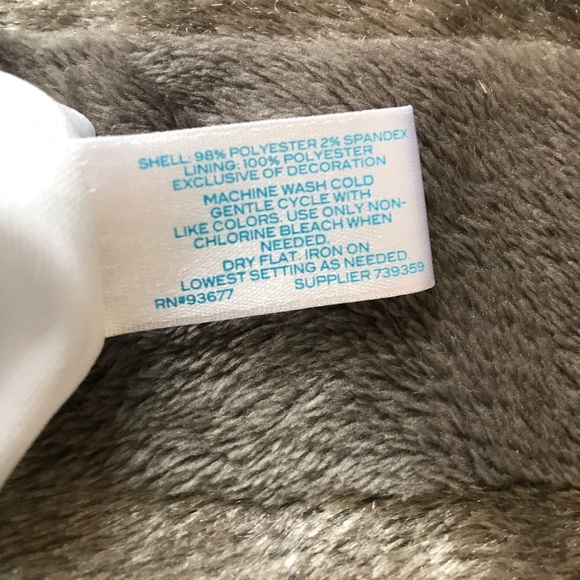 SHELL: 98% POLYESTER 2% SPANDEX
LINING: 100% POLYESTER
EXCLUSIVE OF DECORATION
MACHINE WASH COLD
GENTLE CYCLE WITH
LIKE COLORS. USE ONLY NON-
CHLORINE BLEACH WHEN
NEEDED.
DRY FLAT. IRON ON
LOWEST SETTING AS NEEDED.
RN#93677 SUPPLIER 739359